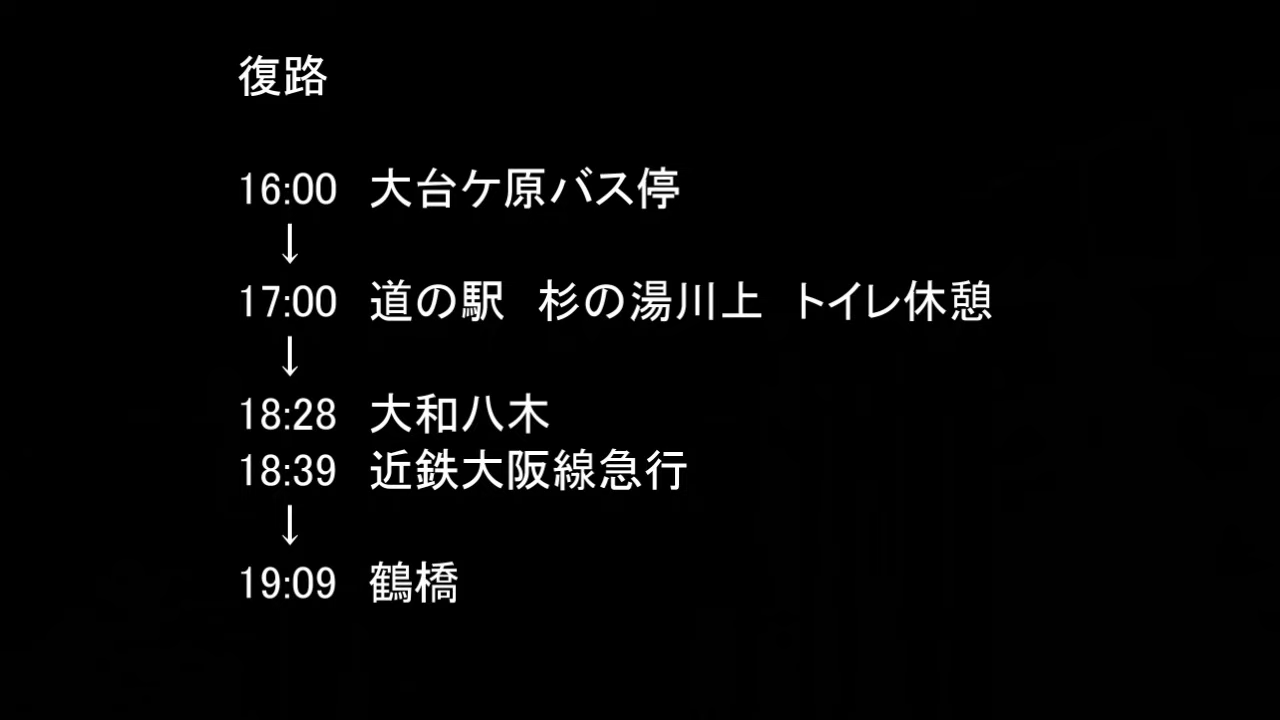 復路
16:00 大台ケ原バス停
↓
17:00 道の駅 杉の湯川上 トイレ休憩
↓
18:28 大和八木
18:39 近鉄大阪線急行
↓
19:09 鶴橋